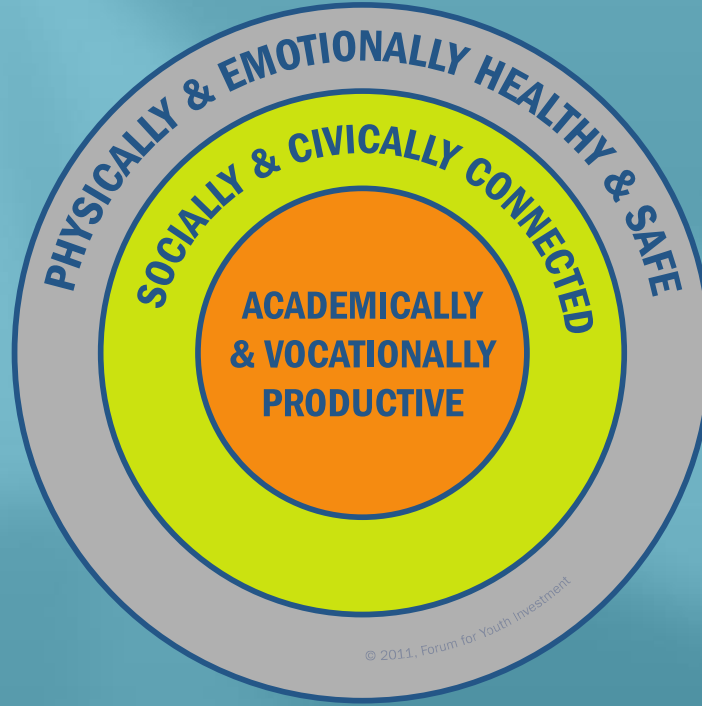 PHYSICALLY & EMOTIONALLY HEALTHY & SAFE
SOCIALLY & CIVICALLY CONNECTED
ACADEMICALLY
& VOCATIONALLY
PRODUCTIVE
© 2011, Forum for Youth Investment